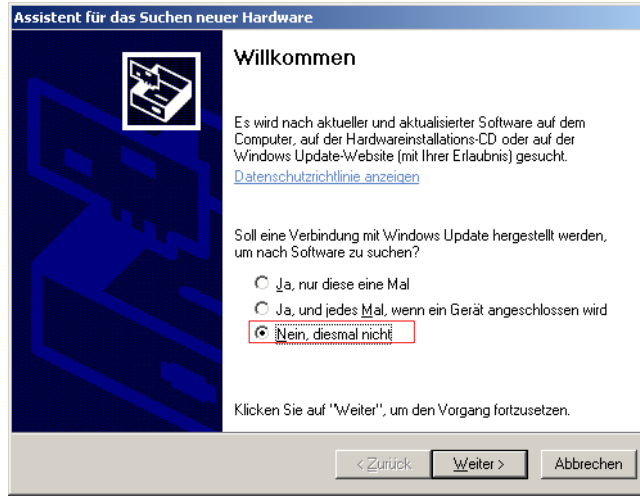 Assistent für das Suchen neuer Hardware
Willkommen
Es wird nach aktueller und aktualisierter Software auf dem
Computer, auf der Hardwareinstallations-CD oder auf der
Windows Update-Website (mit Ihrer Erlaubnis) gesucht.
Datenschutzrichtlinie anzeigen
Soll eine Verbindung mit Windows Update hergestellt werden,
um nach Software zu suchen?
Ja, nur diese eine Mal
Ja, und jedes Mal, wenn ein Gerät angeschlossen wird
Nein, diesmal nicht
Klicken Sie auf "Weiter", um den Vorgang fortzusetzen.
< Zurück Weiter > Abbrechen